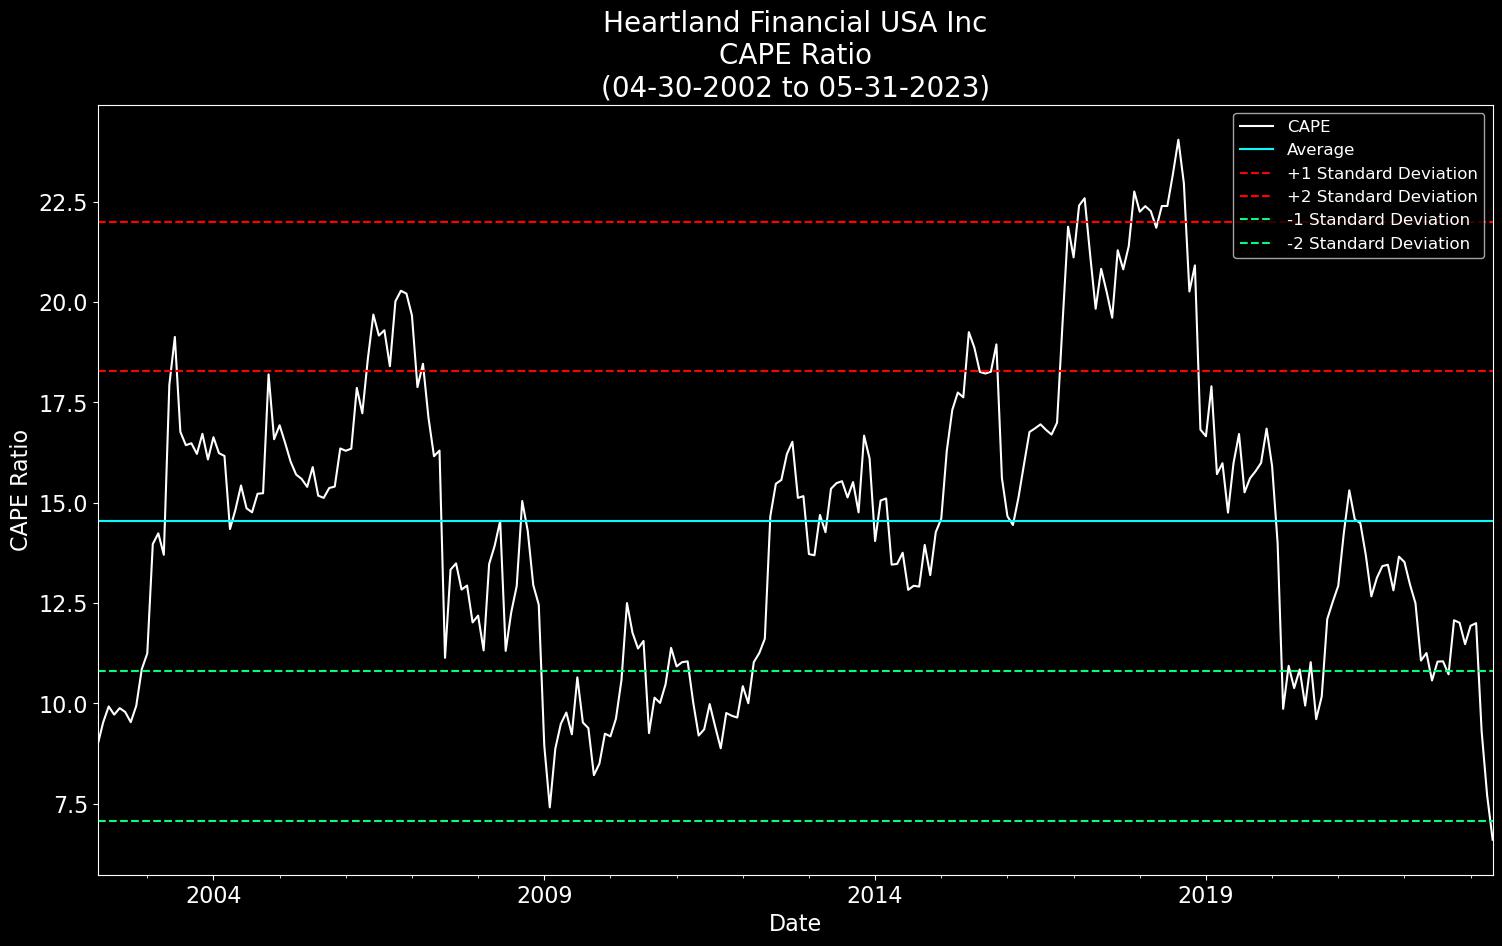 Heartland Financial USA Inc
CAPE Ratio
(04-30-2002 to 05-31-2023)
CAPE
Average
+1 Standard Deviation
+2 Standard Deviation
-1 Standard Deviation
-2 Standard Deviation
CAPE Ratio
22.5
20.0
17.5
15.0
12.5
10.0
7.5
2004
2009
2014
2019
Date